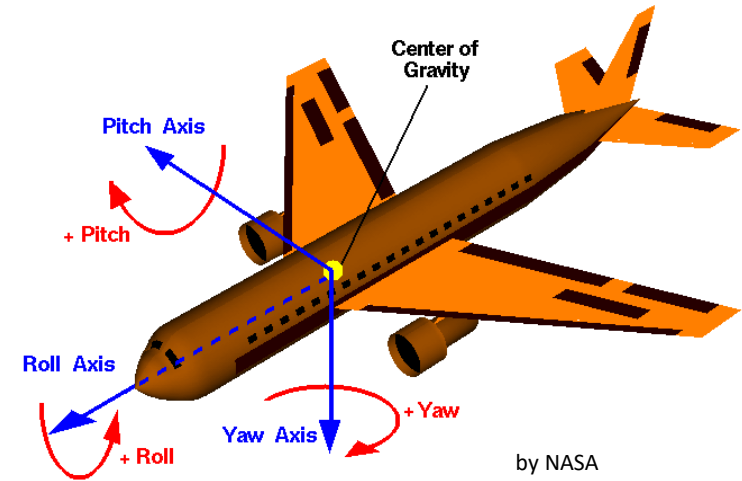 Center of
Gravity
Pitch Axis
+ Pitch
Roll Axis
+ Roll
Yaw Axis
+ Yaw
by NASA